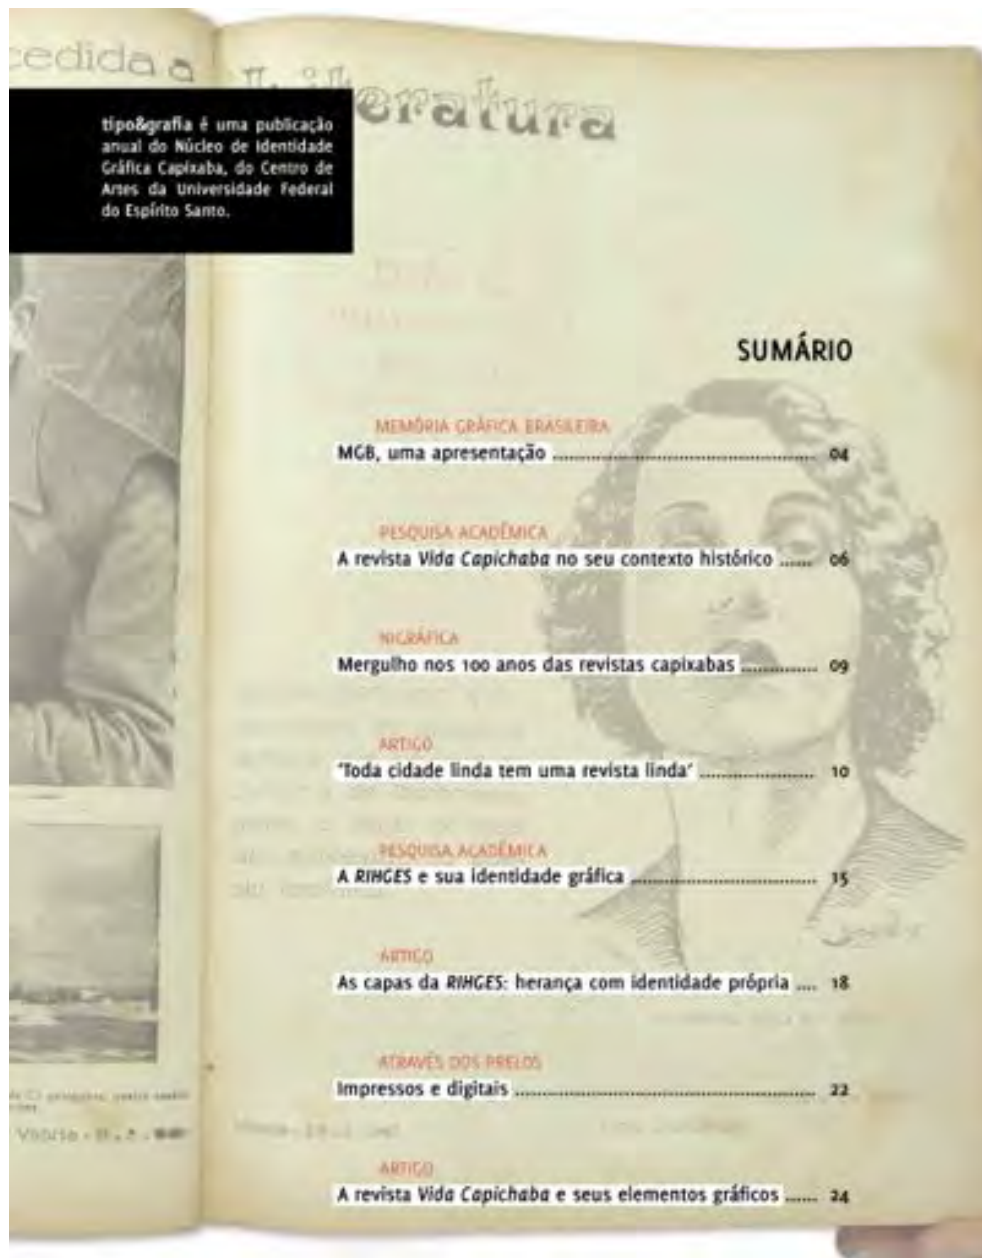 cedida a Literatura
tipo&grafia é uma publicação
anual do Núcleo de Identidade
Gráfica Capixaba, do Centro de
Artes da Universidade Federal
do Espírito Santo.
SUMÁRIO
MEMÓRIA GRÁFICA BRASILEIRA
MGB, uma apresentação ........ 04
PESQUISA ACADÊMICA
A revista Vida Capichaba no seu contexto histórico ...... 06
NIGRÁFICA
Mergulho nos 100 anos das revistas capixabas ........ 09
ARTIGO
‘Toda cidade linda tem uma revista linda’ ........ 10
PESQUISA ACADÊMICA
A RIHGES e sua identidade gráfica ........ 15
ARTIGO
As capas da RIHGES: herança com identidade própria .... 18
ATRAVÉS DOS PRELOS
Impressos e digitais ........ 22
ARTIGO
A revista Vida Capichaba e seus elementos gráficos ...... 24